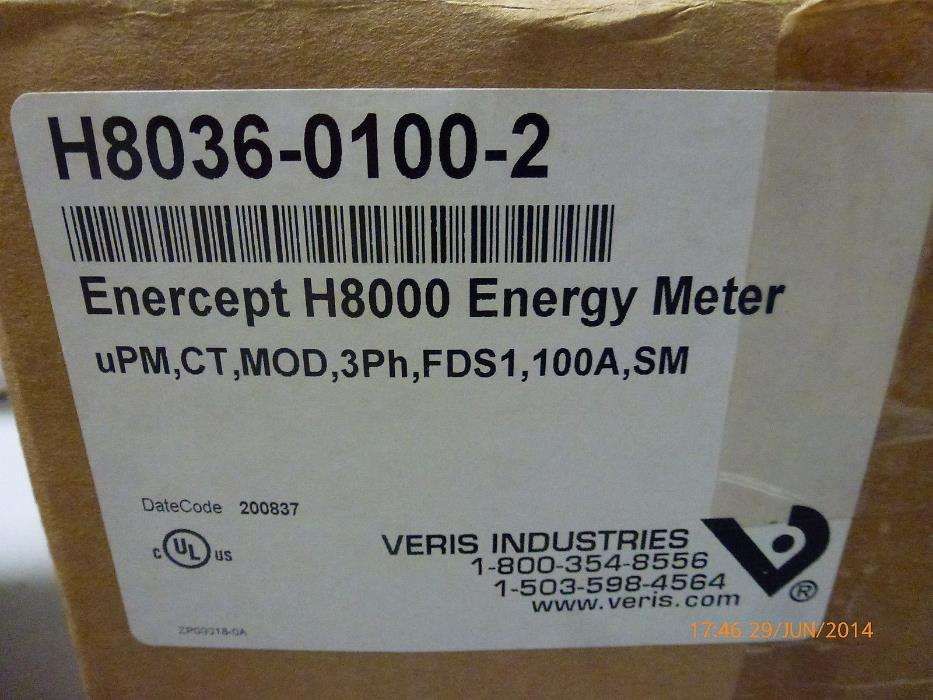 H8036-0100-2
Enercept H8000 Energy Meter
uPM,CT,MOD,3Ph,FDS1,100A,SM
DateCode 200837
C UL US
VERIS INDUSTRIES
1-800-354-8556
1-503-598-4564
www.veris.com
®
17:46 29/JUN/2014